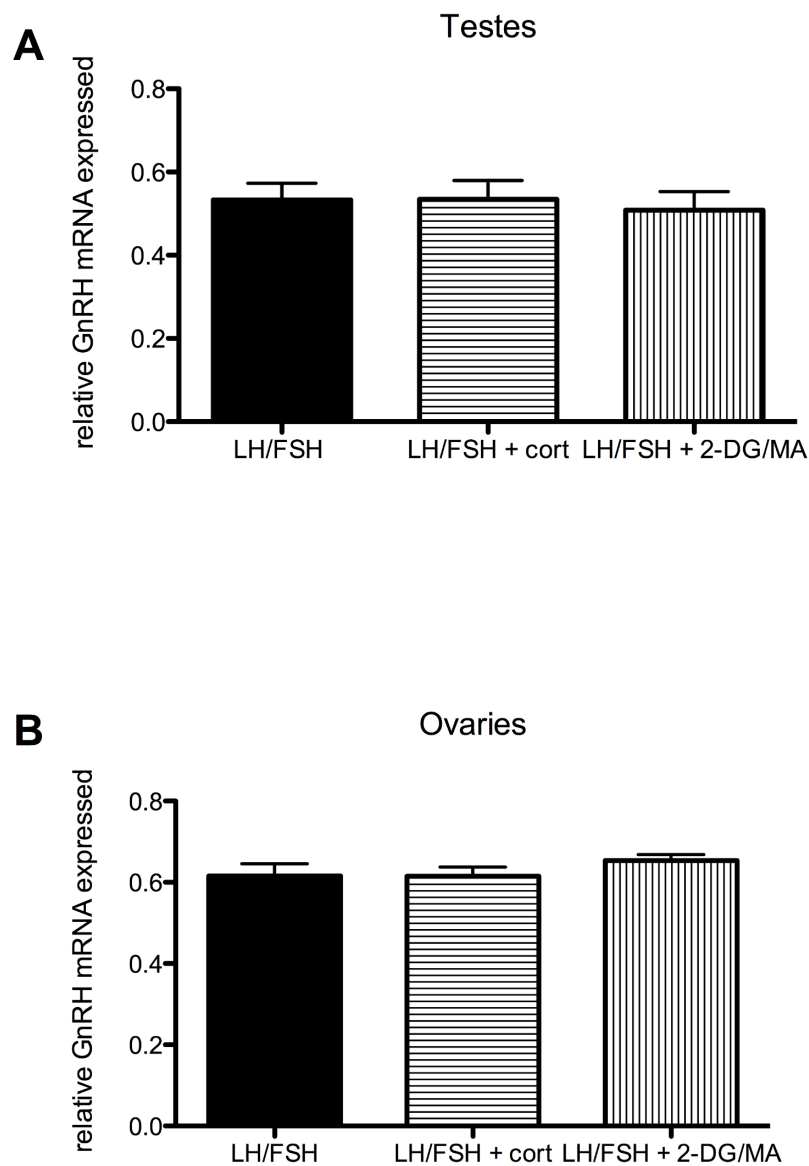 A
Testes
relative GnRH mRNA expressed
0.8
0.6
0.4
0.2
0.0
LH/FSH
LH/FSH + cort
LH/FSH + 2-DG/MA
B
Ovaries
relative GnRH mRNA expressed
0.8
0.6
0.4
0.2
0.0
LH/FSH
LH/FSH + cort
LH/FSH + 2-DG/MA